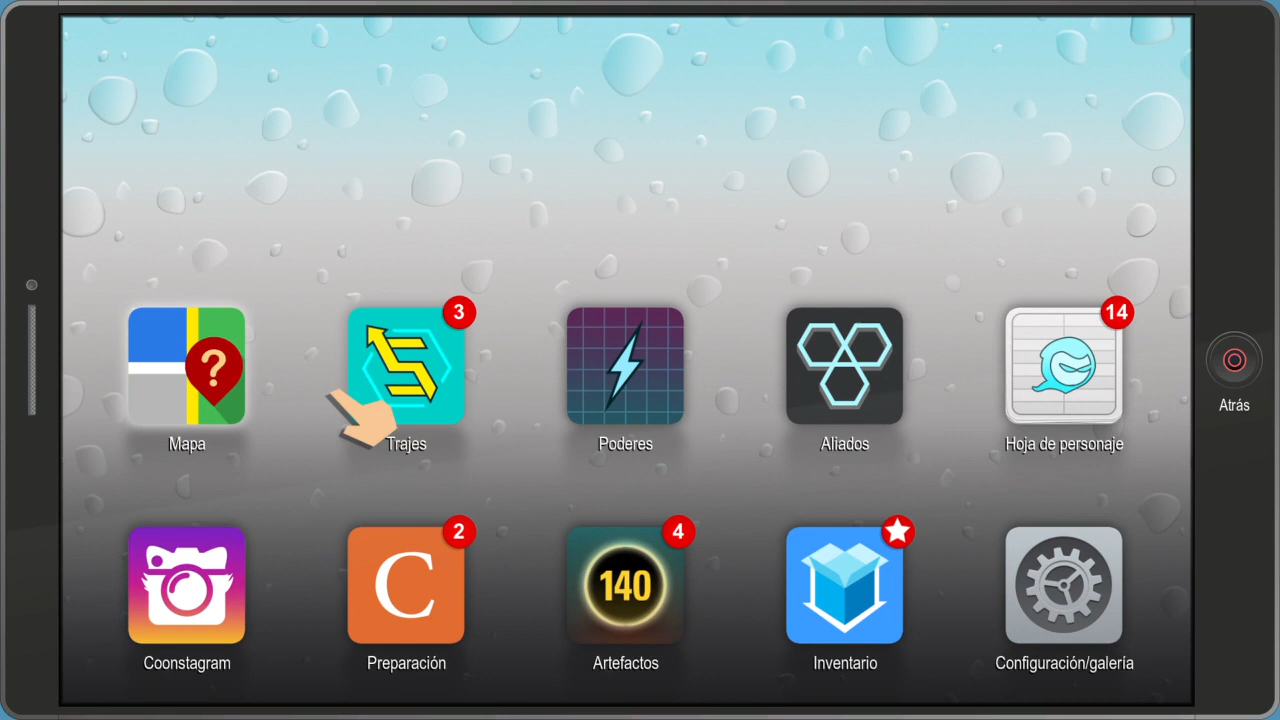 3
14
?
Atrás
Mapa
Trajes
Poderes
Aliados
Hoja de personaje
2
4
C
140
Coonstagram
Preparación
Artefactos
Inventario
Configuración/galería